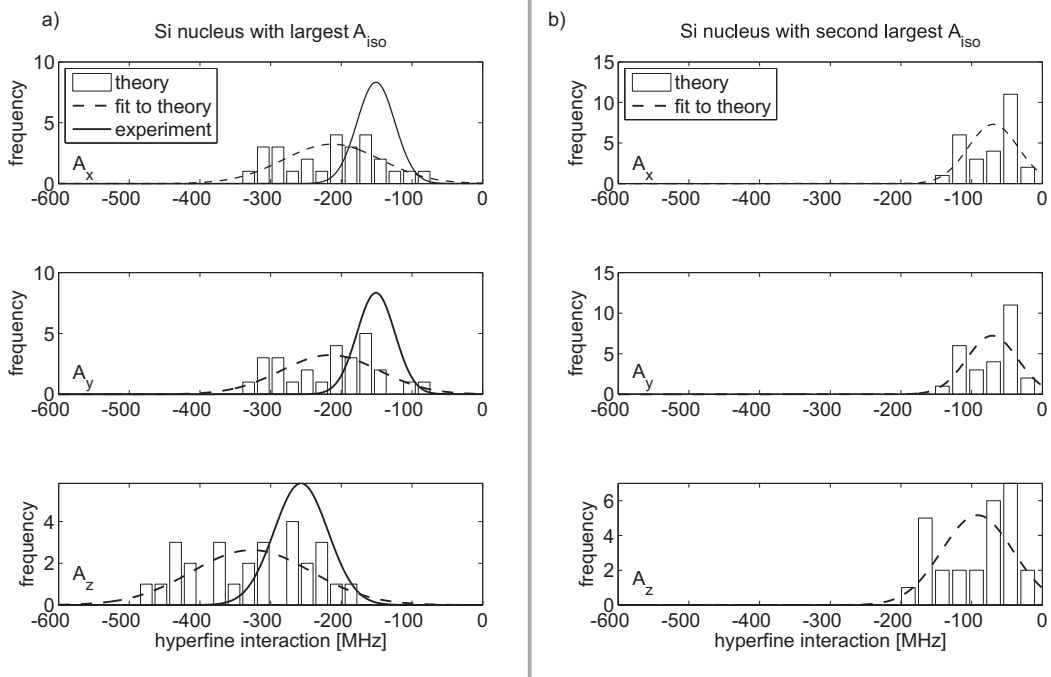 a)
Si nucleus with largest A_iso
10
5
0
frequency
theory
fit to theory
experiment
A_x
-600 -500 -400 -300 -200 -100 0
10
5
0
frequency
A_y
-600 -500 -400 -300 -200 -100 0
4
2
0
frequency
A_z
-600 -500 -400 -300 -200 -100 0
hyperfine interaction [MHz]
b)
Si nucleus with second largest A_iso
15
10
5
0
frequency
theory
fit to theory
A_x
-600 -500 -400 -300 -200 -100 0
15
10
5
0
frequency
A_y
-600 -500 -400 -300 -200 -100 0
6
4
2
0
frequency
A_z
-600 -500 -400 -300 -200 -100 0
hyperfine interaction [MHz]